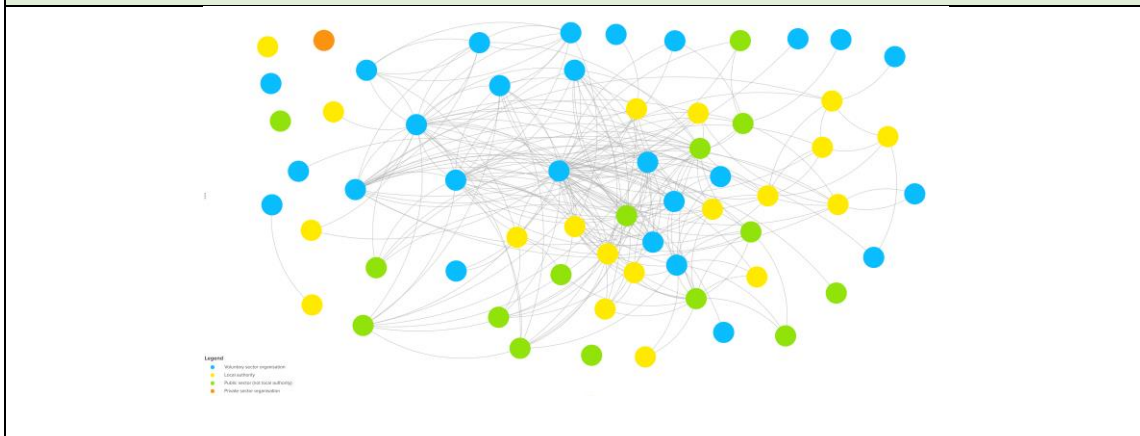 Legend
Voluntary sector organisation
Local authority
Public sector (not local authority)
Private sector organisation